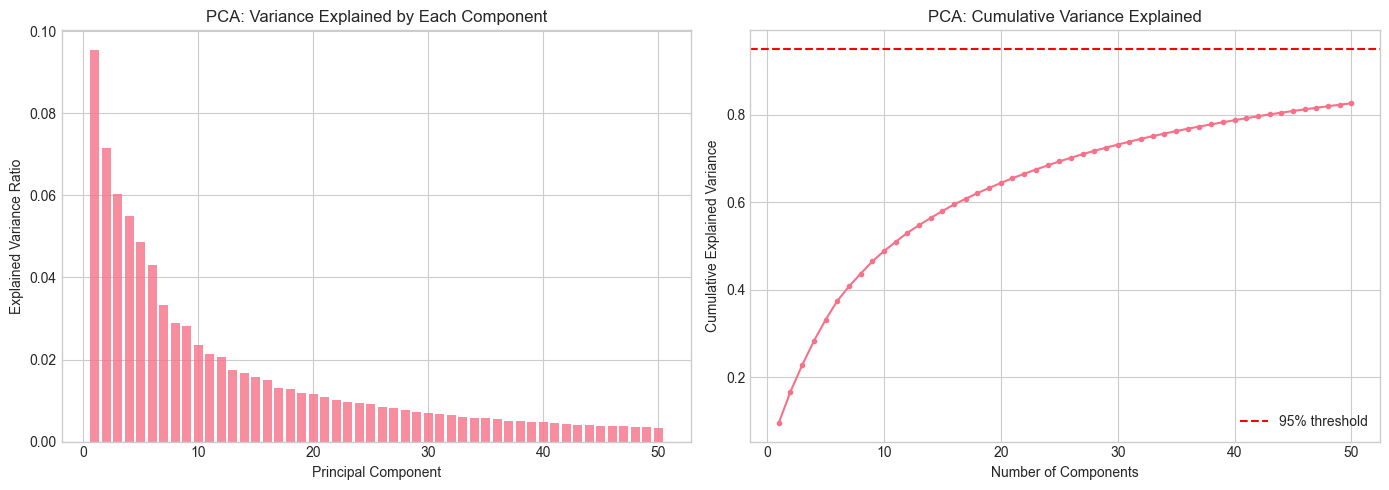 PCA: Variance Explained by Each Component
0.10
0.08
0.06
0.04
0.02
0.00
Explained Variance Ratio
0 10 20 30 40 50
Principal Component
PCA: Cumulative Variance Explained
0.8
0.6
0.4
0.2
Cumulative Explained Variance
95% threshold
0 10 20 30 40 50
Number of Components